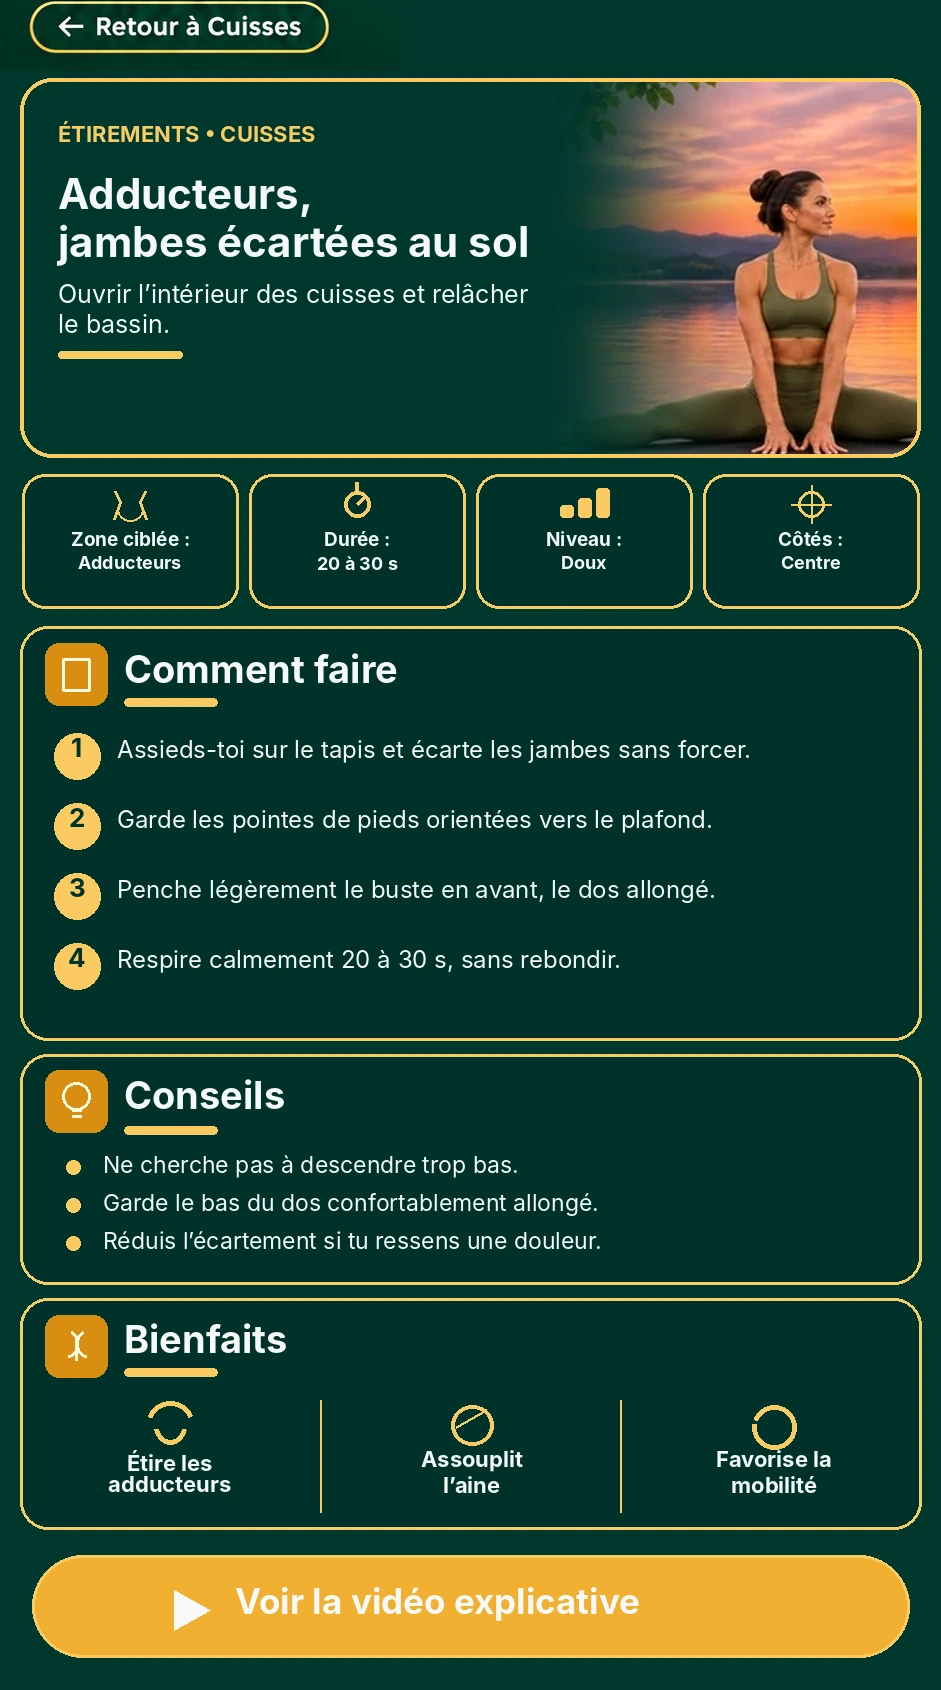 ← Retour à Cuisses
ÉTIREMENTS • CUISSES
Adducteurs,
jambes écartées au sol
Ouvrir l’intérieur des cuisses et relâcher
le bassin.
Zone ciblée :
Adducteurs
Durée :
20 à 30 s
Niveau :
Doux
Côtés :
Centre
Comment faire
1 Assieds-toi sur le tapis et écarte les jambes sans forcer.
2 Garde les pointes de pieds orientées vers le plafond.
3 Penche légèrement le buste en avant, le dos allongé.
4 Respire calmement 20 à 30 s, sans rebondir.
Conseils
Ne cherche pas à descendre trop bas.
Garde le bas du dos confortablement allongé.
Réduis l’écartement si tu ressens une douleur.
Bienfaits
Étire les
adducteurs
Assouplit
l’aine
Favorise la
mobilité
Voir la vidéo explicative